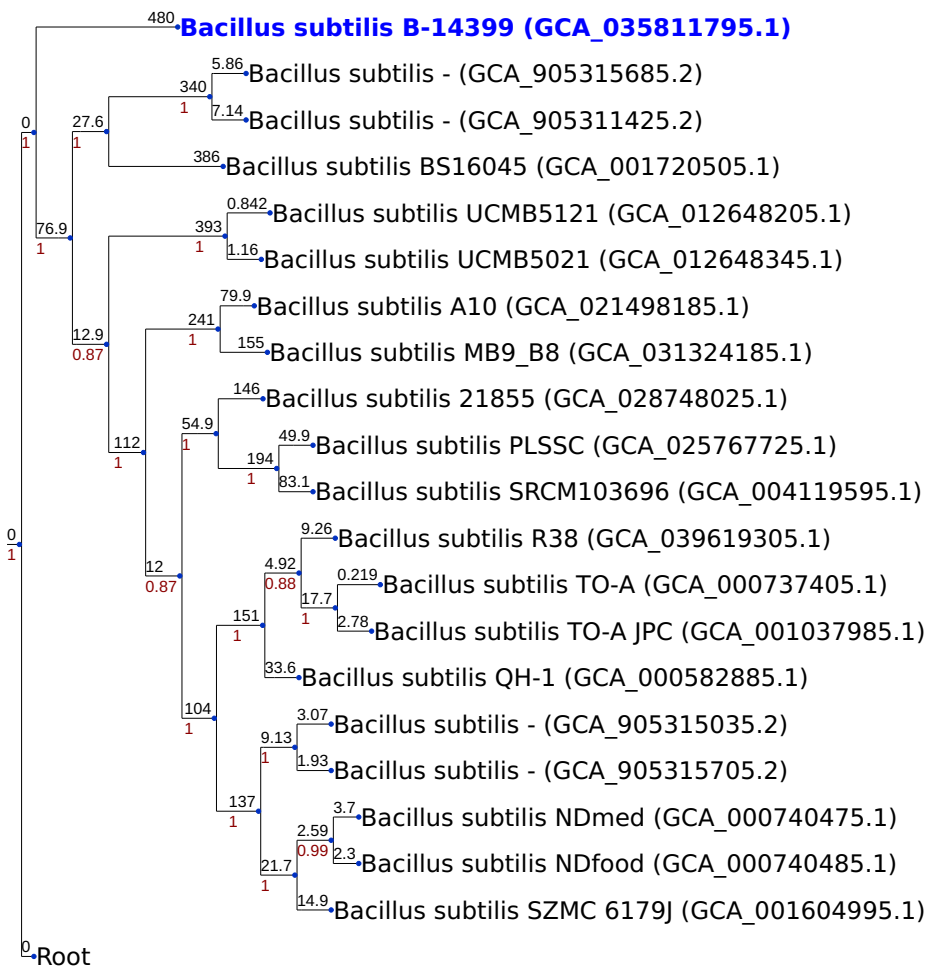 480
Bacillus subtilis B-14399 (GCA_035811795.1)
5.86
Bacillus subtilis - (GCA_905315685.2)
340
1
7.14
Bacillus subtilis - (GCA_905311425.2)
0
1
27.6
1
386
Bacillus subtilis BS16045 (GCA_001720505.1)
0.842
Bacillus subtilis UCMB5121 (GCA_012648205.1)
76.9
1
393
1
1.16
Bacillus subtilis UCMB5021 (GCA_012648345.1)
79.9
Bacillus subtilis A10 (GCA_021498185.1)
241
1
12.9
0.87
155
Bacillus subtilis MB9_B8 (GCA_031324185.1)
146
Bacillus subtilis 21855 (GCA_028748025.1)
54.9
1
112
1
49.9
Bacillus subtilis PLSSC (GCA_025767725.1)
194
1
83.1
Bacillus subtilis SRCM103696 (GCA_004119595.1)
9.26
Bacillus subtilis R38 (GCA_039619305.1)
0
1
12
0.87
4.92
0.88
0.219
Bacillus subtilis TO-A (GCA_000737405.1)
17.7
1
151
1
2.78
Bacillus subtilis TO-A JPC (GCA_001037985.1)
33.6
Bacillus subtilis QH-1 (GCA_000582885.1)
104
1
3.07
Bacillus subtilis - (GCA_905315035.2)
9.13
1
1.93
Bacillus subtilis - (GCA_905315705.2)
137
1
3.7
Bacillus subtilis NDmed (GCA_000740475.1)
2.59
0.99
2.3
Bacillus subtilis NDfood (GCA_000740485.1)
21.7
1
14.9
Bacillus subtilis SZMC 6179J (GCA_001604995.1)
0
Root